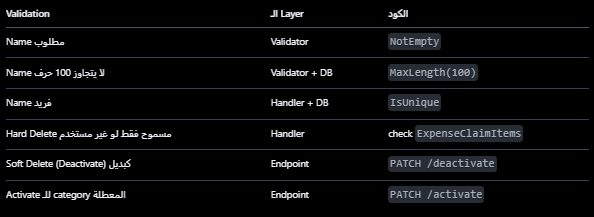 Validation الـ Layer الكود
Name مطلوب Validator NotEmpty
Name لا يتجاوز 100 حرف Validator + DB MaxLength(100)
Name فريد Handler + DB IsUnique
Hard Delete مسموح فقط لو غير مستخدم Handler check ExpenseClaimItems
Soft Delete (Deactivate) كبديل Endpoint PATCH /deactivate
Activate للـ category المعطلة Endpoint PATCH /activate